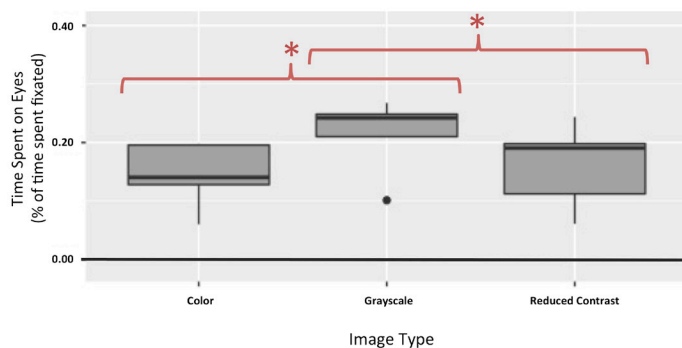 0.40
*
*
0.20
0.00
Time Spent on Eyes
(% of time spent fixated)
Color
Grayscale
Reduced Contrast
Image Type